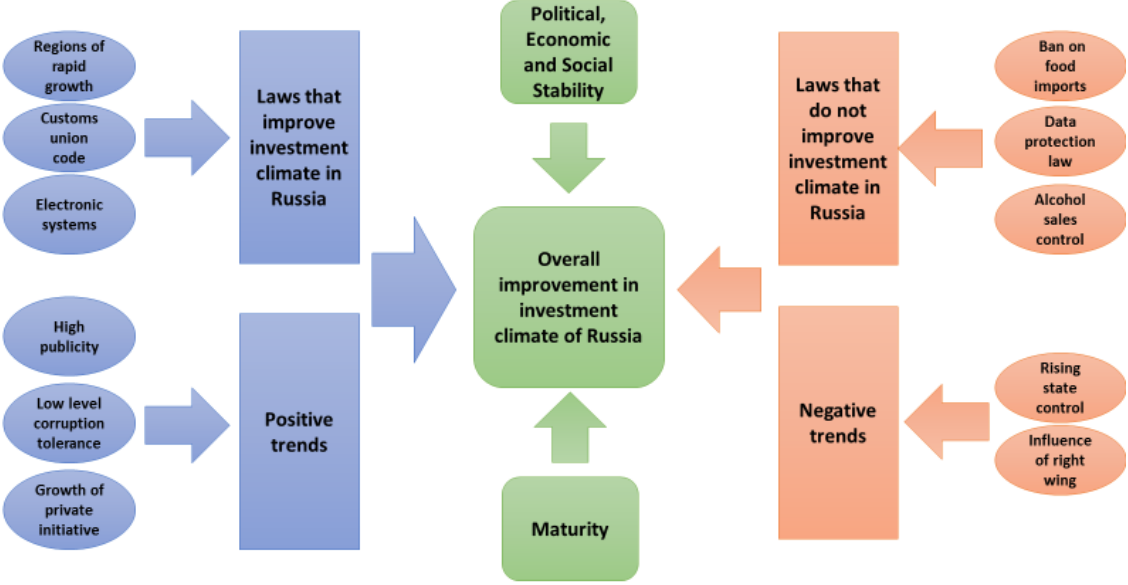 Regions of
rapid
growth
Customs
union
code
Electronic
systems
Laws that
improve
investment
climate in
Russia
High
publicity
Low level
corruption
tolerance
Growth of
private
initiative
Positive
trends
Political,
Economic
and Social
Stability
Overall
improvement in
investment
climate of Russia
Maturity
Laws that
do not
improve
investment
climate in
Russia
Ban on
food
imports
Data
protection
law
Alcohol
sales
control
Negative
trends
Rising
state
control
Influence
of right
wing